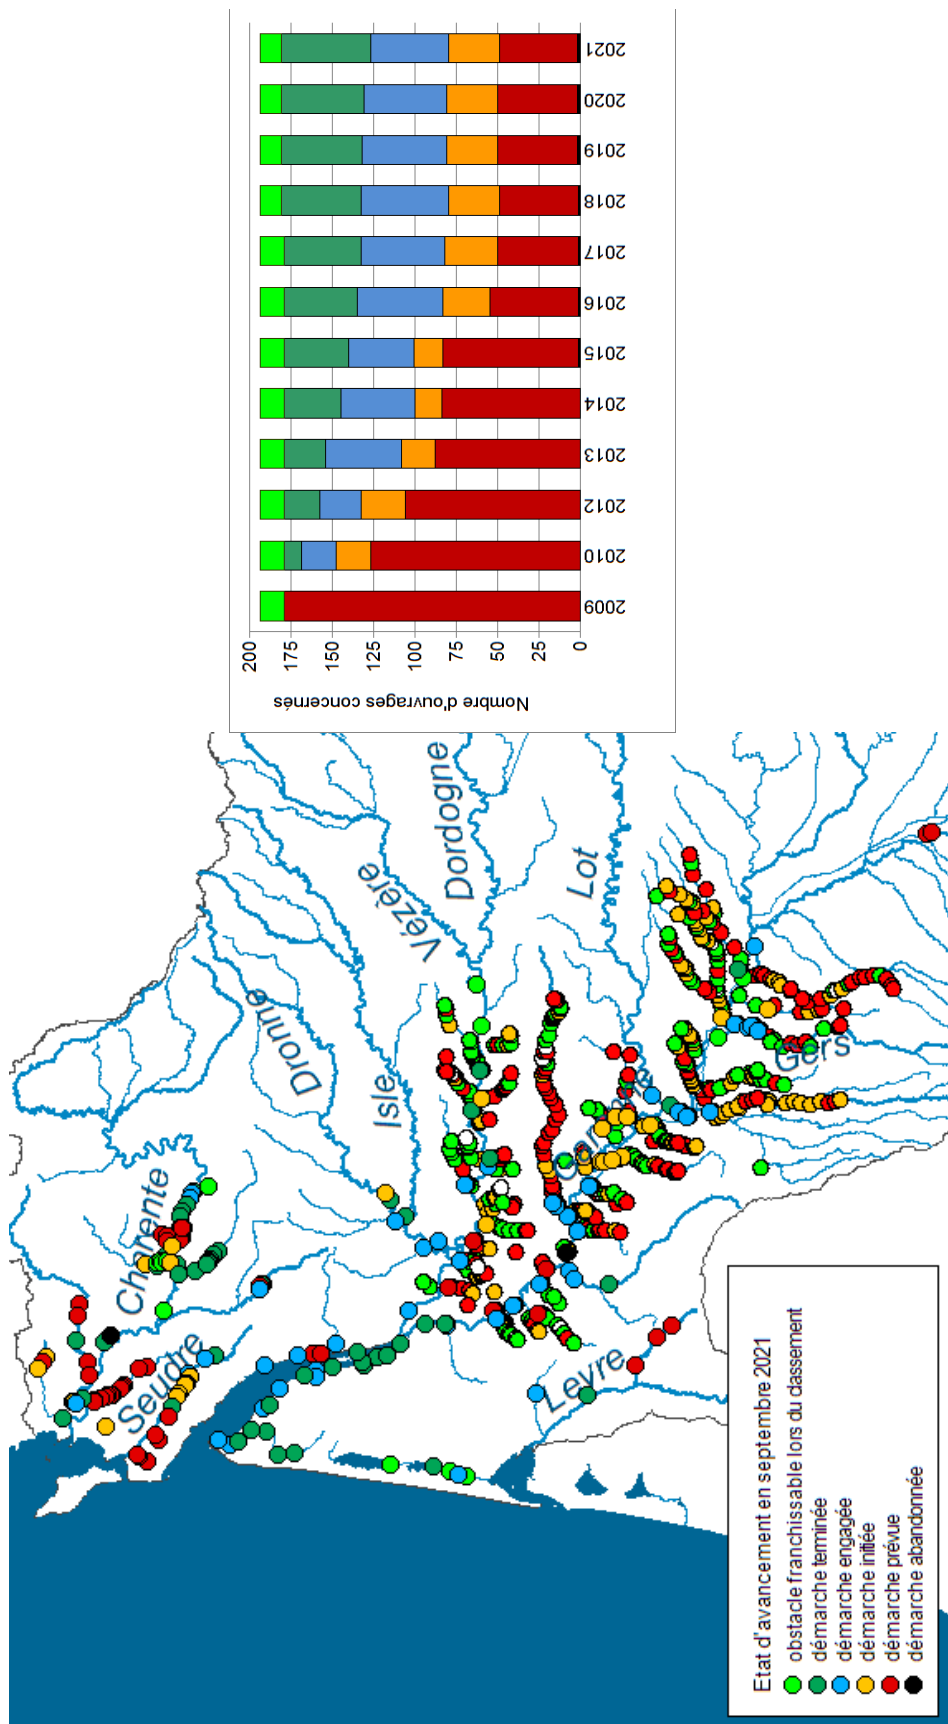 Charente
Seudre
Dronne
Isle
Vézère
Dordogne
Lot
Garonne
Gers
Leyre
Etat d'avancement en septembre 2021
obstacle franchissable lors du classement
démarche terminée
démarche engagée
démarche initiée
démarche prévue
démarche abandonnée
Nombre d'ouvrages concernés
200
175
150
125
100
75
50
25
0
2009
2010
2012
2013
2014
2015
2016
2017
2018
2019
2020
2021